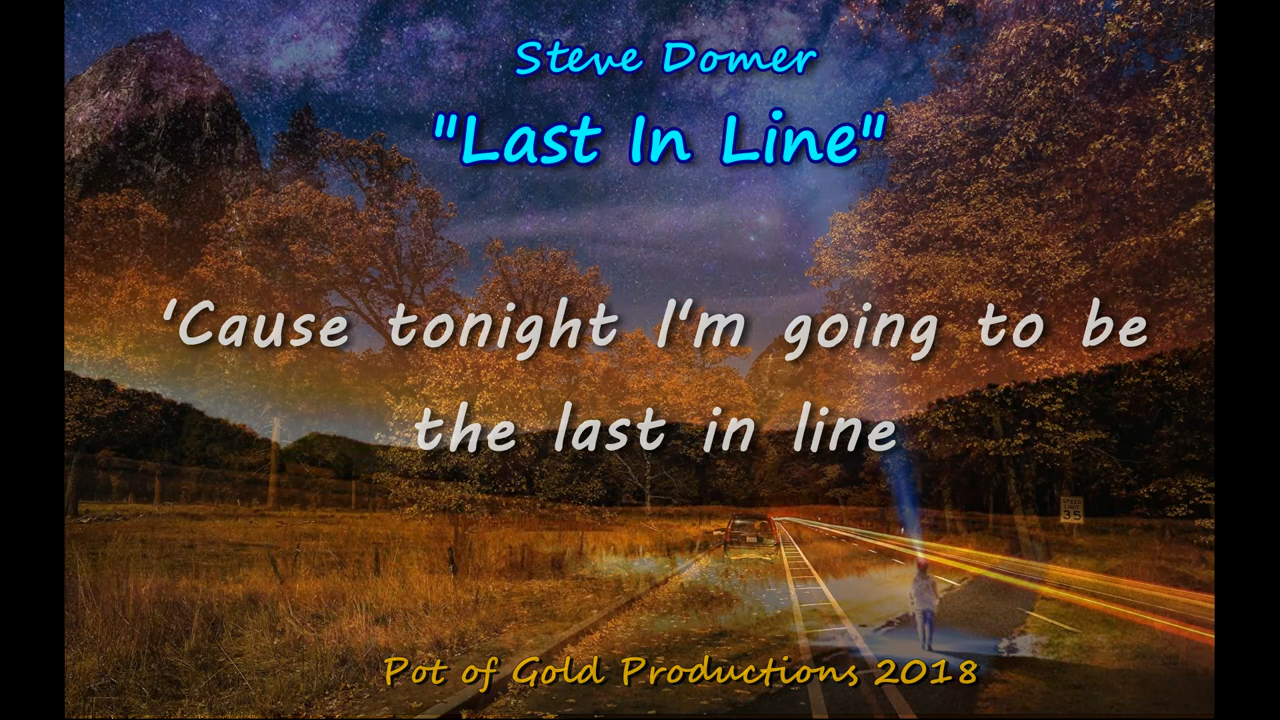 Steve Domer
"Last In Line"
‘Cause tonight I‘m going to be
the last in line
35
Pot of Gold Productions 2018